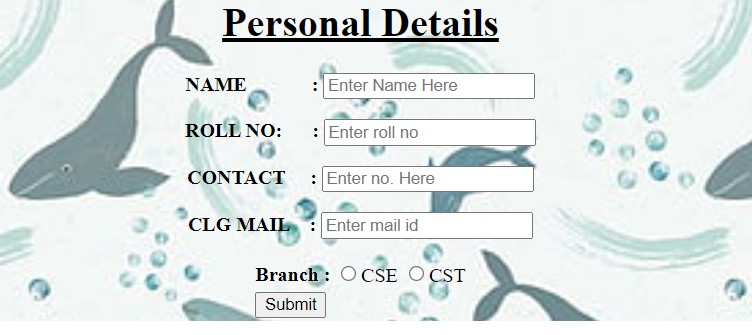 Personal Details
NAME : Enter Name Here
ROLL NO: : Enter roll no
CONTACT : Enter no. Here
CLG MAIL : Enter mail id
Branch : CSE CST
Submit